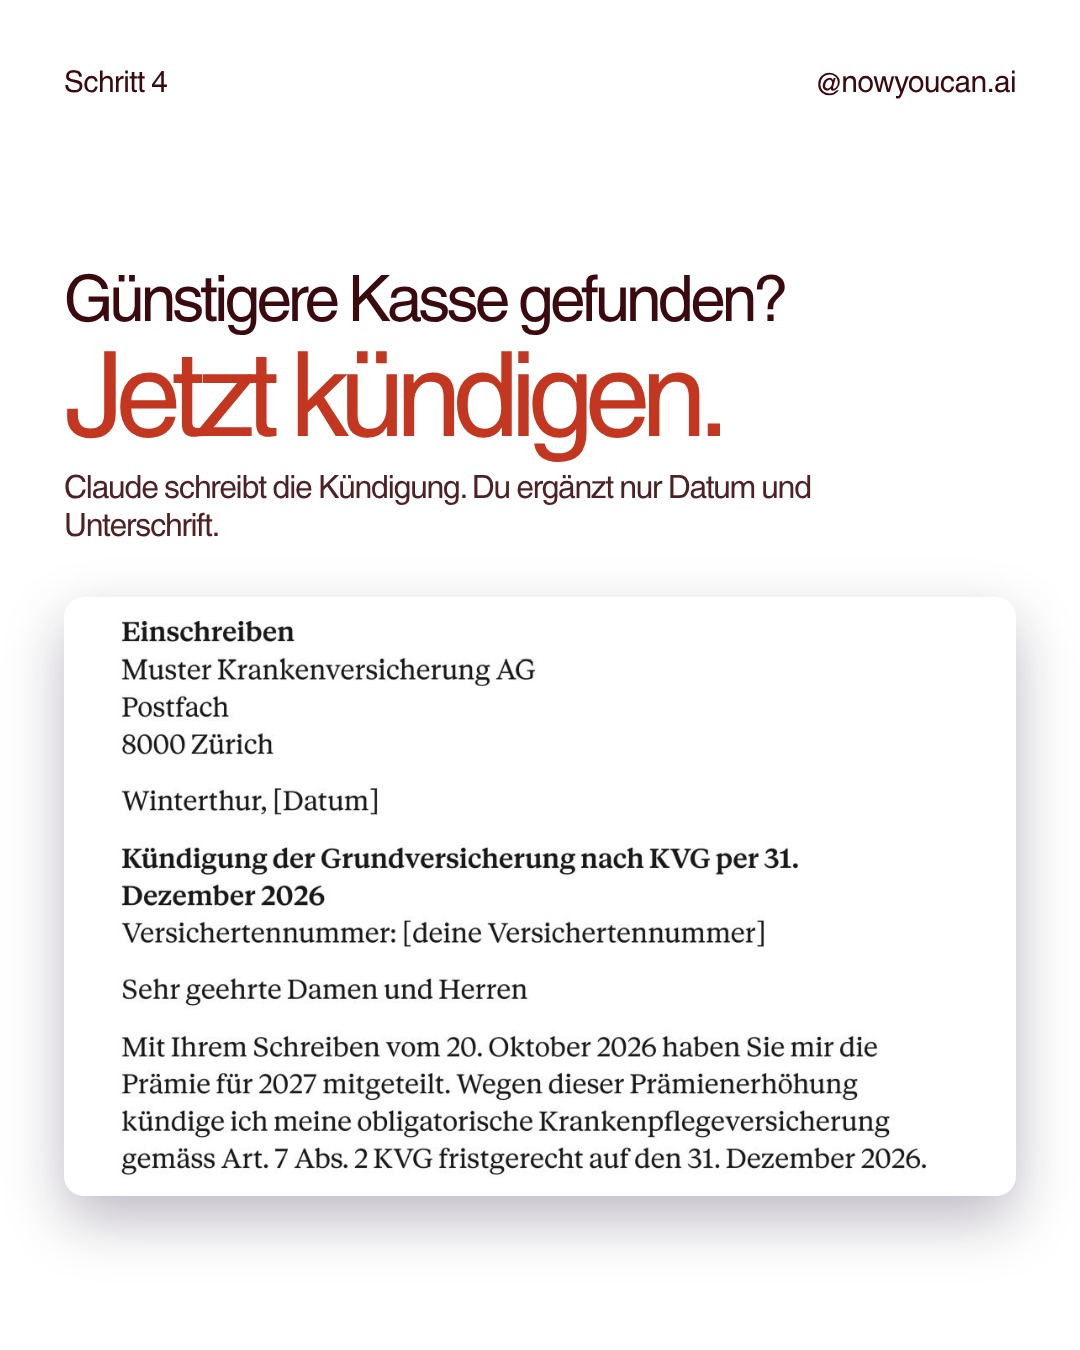 Schritt 4
@nowyoucan.ai
Günstigere Kasse gefunden?
Jetzt kündigen.
Claude schreibt die Kündigung. Du ergänzt nur Datum und
Unterschrift.
Einschreiben
Muster Krankenversicherung AG
Postfach
8000 Zürich
Winterthur, [Datum]
Kündigung der Grundversicherung nach KVG per 31.
Dezember 2026
Versichertennummer: [deine Versichertennummer]
Sehr geehrte Damen und Herren
Mit Ihrem Schreiben vom 20. Oktober 2026 haben Sie mir die
Prämie für 2027 mitgeteilt. Wegen dieser Prämienerhöhung
kündige ich meine obligatorische Krankenpflegeversicherung
gemäss Art. 7 Abs. 2 KVG fristgerecht auf den 31. Dezember 2026.